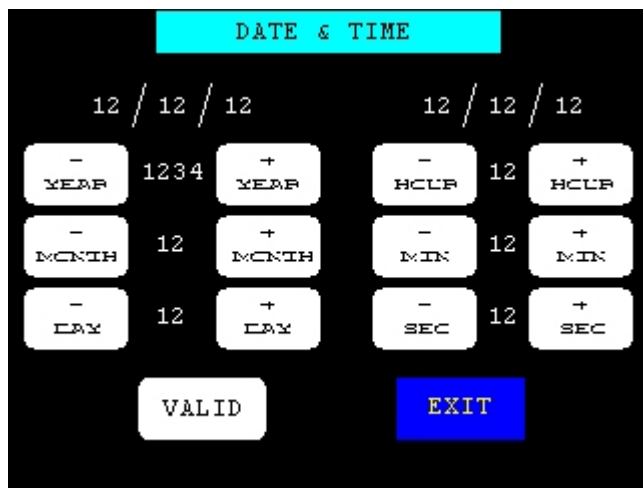 DATE & TIME
12 / 12 / 12
12 / 12 / 12
- YEAR 1234 + YEAR
- HOUR 12 + HOUR
- MONTH 12 + MONTH
- MIN 12 + MIN
- DAY 12 + DAY
- SEC 12 + SEC
VALID
EXIT